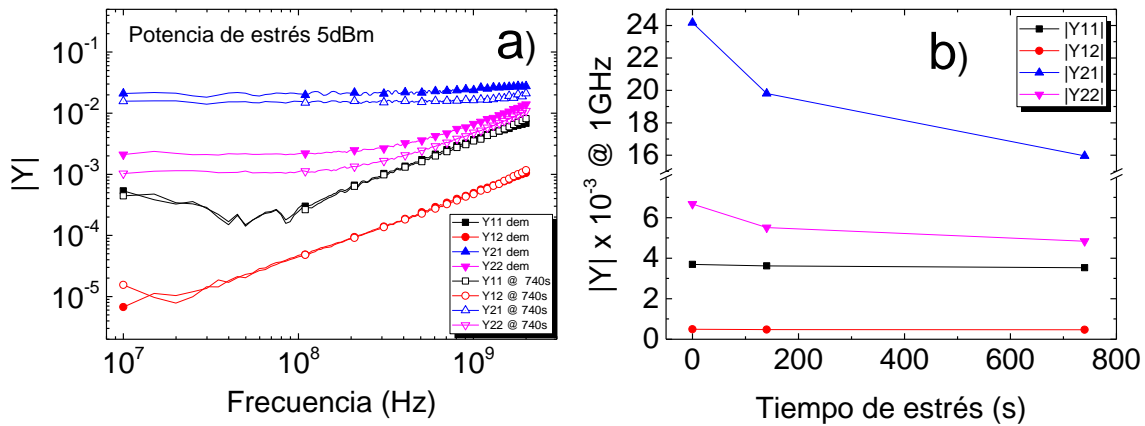 Potencia de estrés 5dBm
a)
|Y|
10^-1
10^-2
10^-3
10^-4
10^-5
10^7
10^8
10^9
Frecuencia (Hz)
Y11 dem
Y12 dem
Y21 dem
Y22 dem
Y11 @ 740s
Y12 @ 740s
Y21 @ 740s
Y22 @ 740s
b)
|Y11|
|Y12|
|Y21|
|Y22|
|Y| x 10^-3 @ 1GHz
24
22
20
18
16
6
4
2
0
0
200
400
600
800
Tiempo de estrés (s)